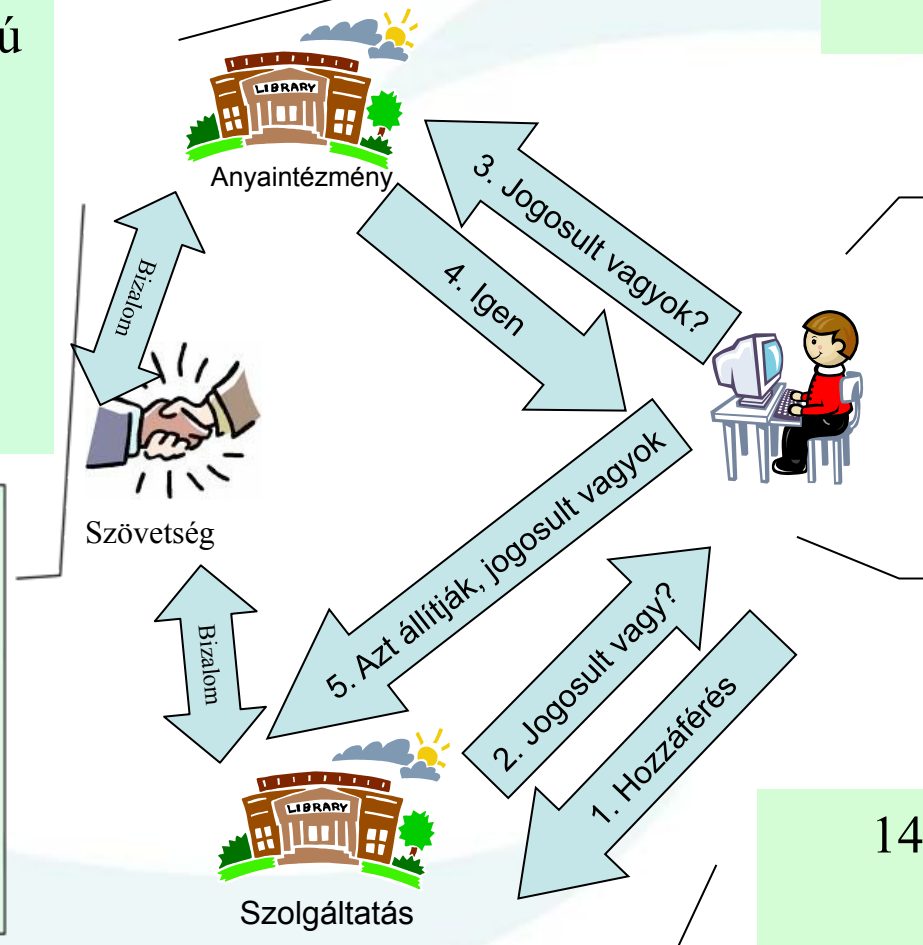 ú
LIBRARY
Anyaintézmény
3. Jogosult vagyok?
4. Igen
Bizalom
Szövetség
5. Azt állítják, jogosult vagyok
Bizalom
2. Jogosult vagy?
1. Hozzáférés
LIBRARY
14
Szolgáltatás